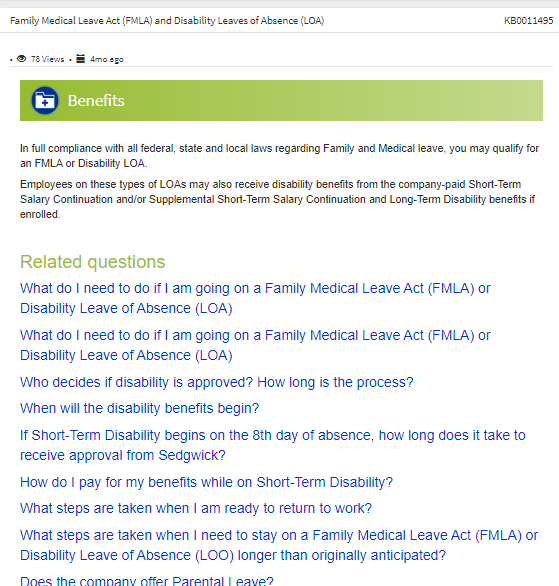 Family Medical Leave Act (FMLA) and Disability Leaves of Absence (LOA)
KB0011495
• 78 Views • 4mo ago
Benefits
In full compliance with all federal, state and local laws regarding Family and Medical leave, you may qualify for
an FMLA or Disability LOA.
Employees on these types of LOAs may also receive disability benefits from the company-paid Short-Term
Salary Continuation and/or Supplemental Short-Term Salary Continuation and Long-Term Disability benefits if
enrolled.
Related questions
What do I need to do if I am going on a Family Medical Leave Act (FMLA) or
Disability Leave of Absence (LOA)
What do I need to do if I am going on a Family Medical Leave Act (FMLA) or
Disability Leave of Absence (LOA)
Who decides if disability is approved? How long is the process?
When will the disability benefits begin?
If Short-Term Disability begins on the 8th day of absence, how long does it take to
receive approval from Sedgwick?
How do I pay for my benefits while on Short-Term Disability?
What steps are taken when I am ready to return to work?
What steps are taken when I need to stay on a Family Medical Leave Act (FMLA) or
Disability Leave of Absence (LOO) longer than originally anticipated?
Does the company offer Parental Leave?